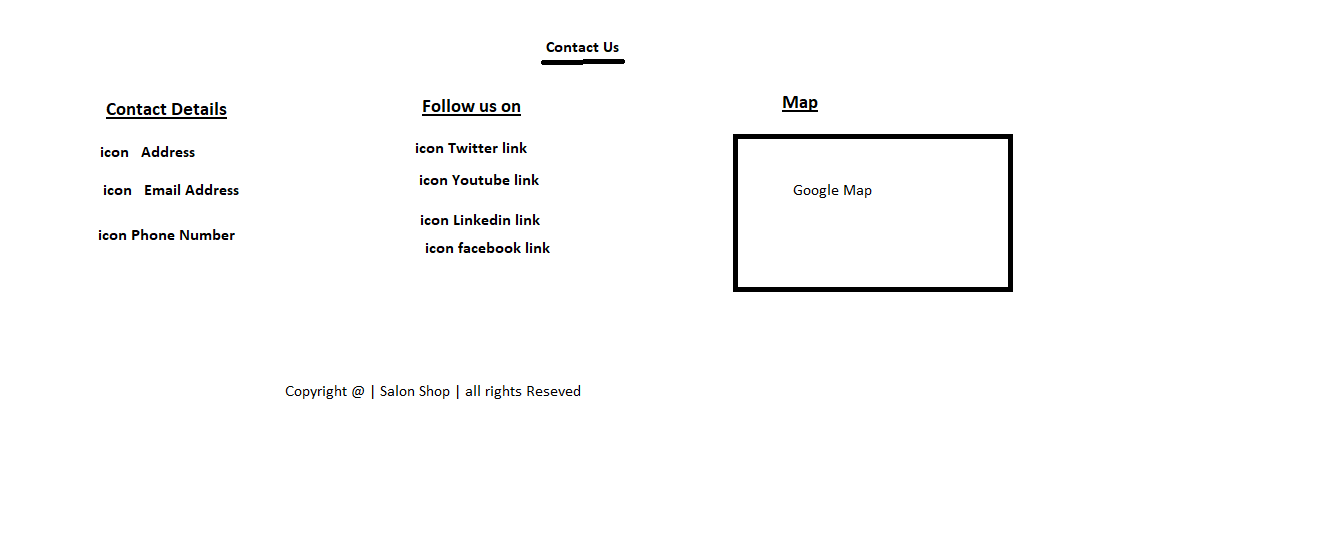 Contact Us
Contact Details
icon Address
icon Email Address
icon Phone Number
Follow us on
icon Twitter link
icon Youtube link
icon Linkedin link
icon facebook link
Map
Google Map
Copyright @ | Salon Shop | all rights Reseved